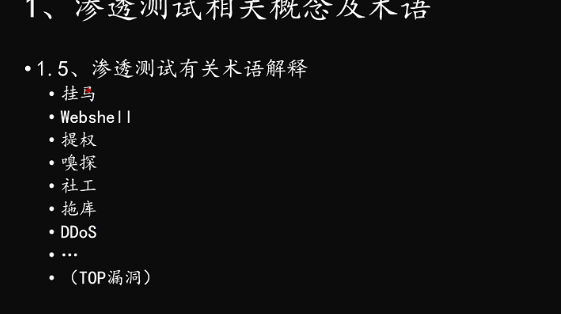 1、渗透测试相关概念及术语
• 1.5、渗透测试有关术语解释
• 挂马
• Webshell
• 提权
• 嗅探
• 社工
• 拖库
• DDoS
• …
• （TOP漏洞）